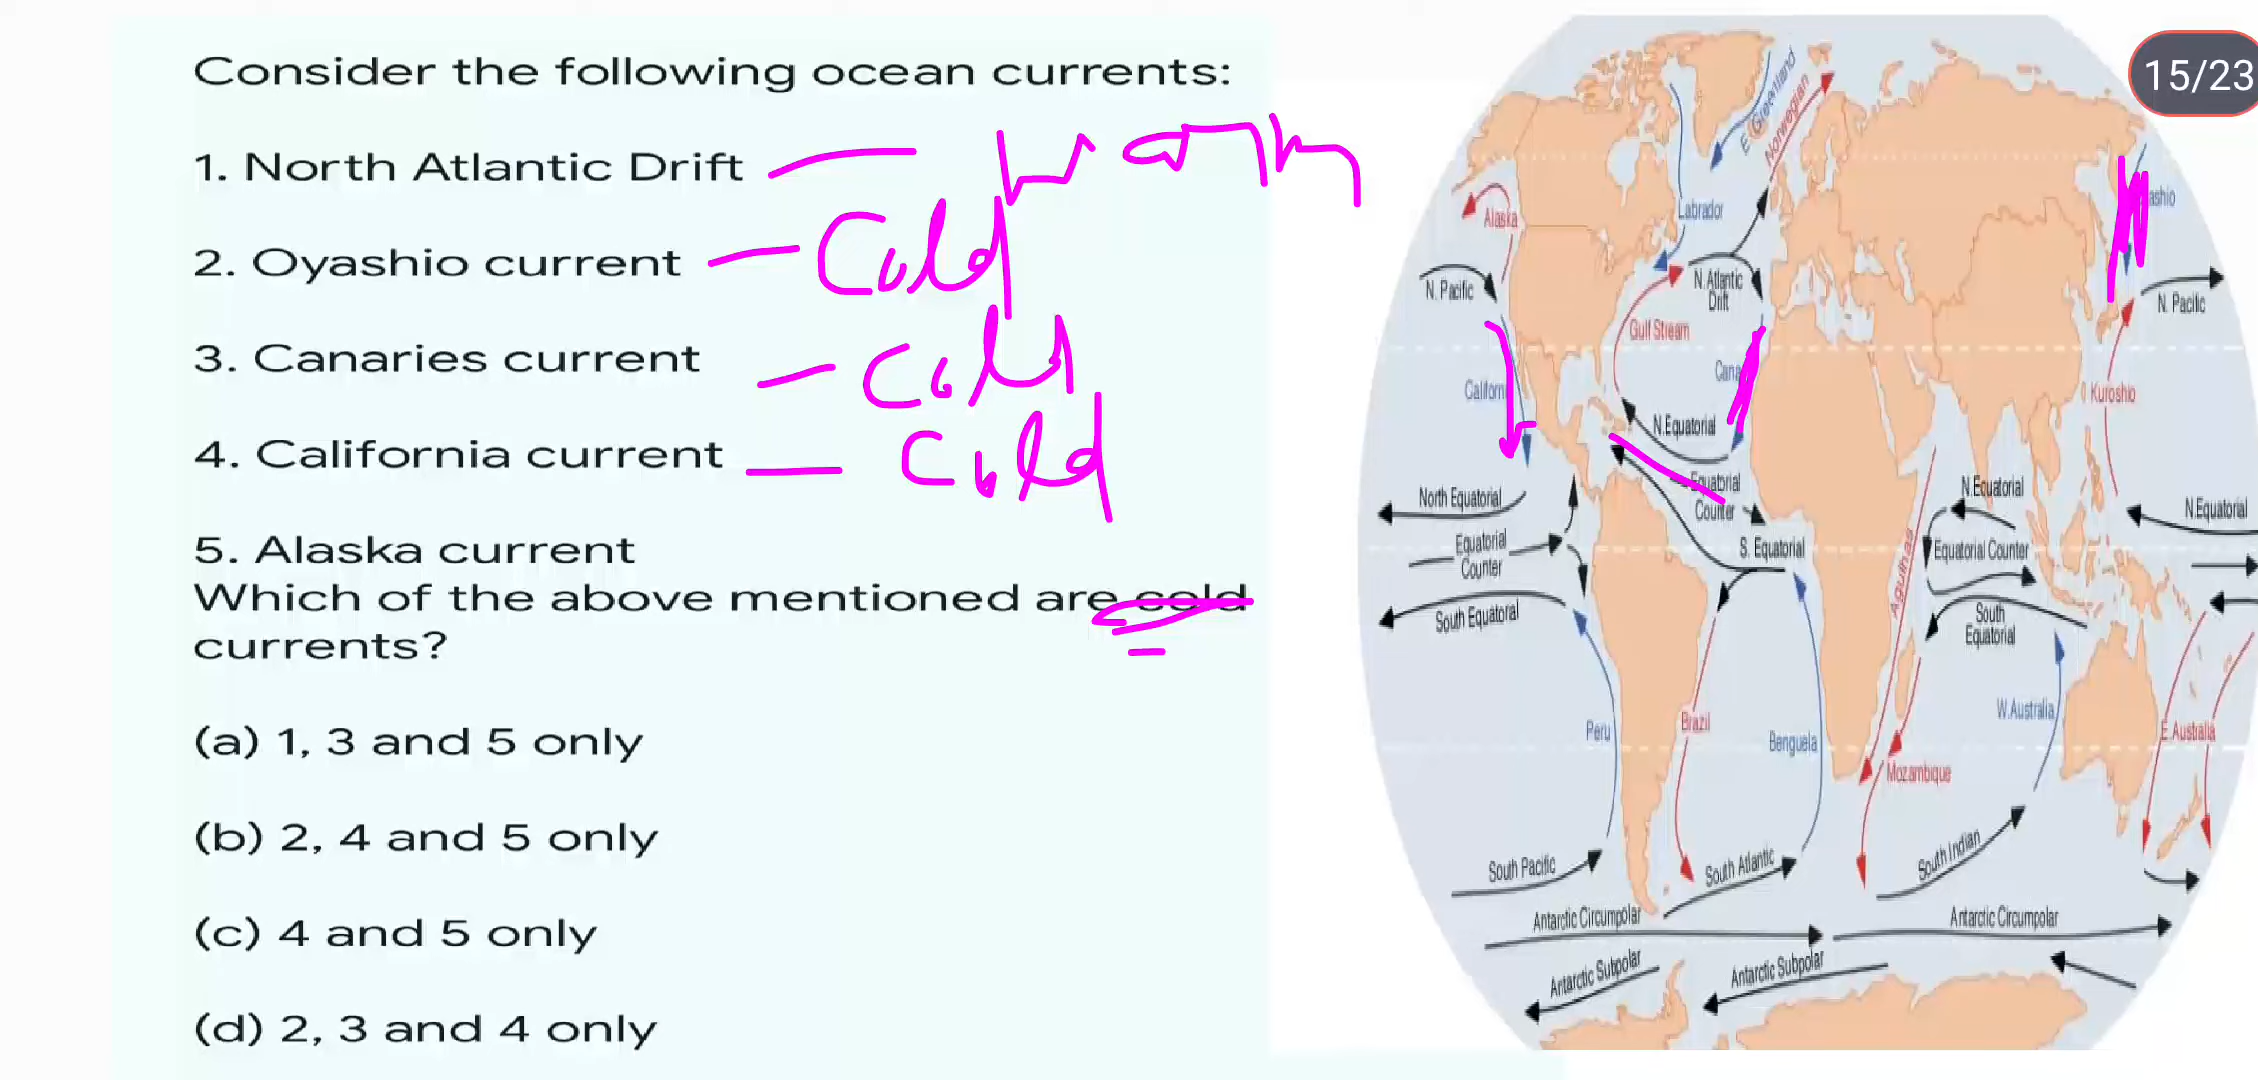 Consider the following ocean currents:
1. North Atlantic Drift — warm
2. Oyashio current — Cold
3. Canaries current — Cold
4. California current — Cold
5. Alaska current
Which of the above mentioned are cold
currents?
(a) 1, 3 and 5 only
(b) 2, 4 and 5 only
(c) 4 and 5 only
(d) 2, 3 and 4 only
15/23
E. Greenland
Norwegian
Alaska
Labrador
ashio
N. Pacific
N. Atlantic
Drift
N. Pacific
Gulf Stream
Californ
Cana
Kuroshio
N.Equatorial
North Equatorial
Equatorial
Counter
N.Equatorial
N.Equatorial
Equatorial
Counter
S. Equatorial
Equatorial Counter
Agulhas
South Equatorial
South
Equatorial
Peru
Brazil
Benguela
W.Australia
E.Australia
Mozambique
South Pacific
South Atlantic
South Indian
Antarctic Circumpolar
Antarctic Circumpolar
Antarctic Subpolar
Antarctic Subpolar